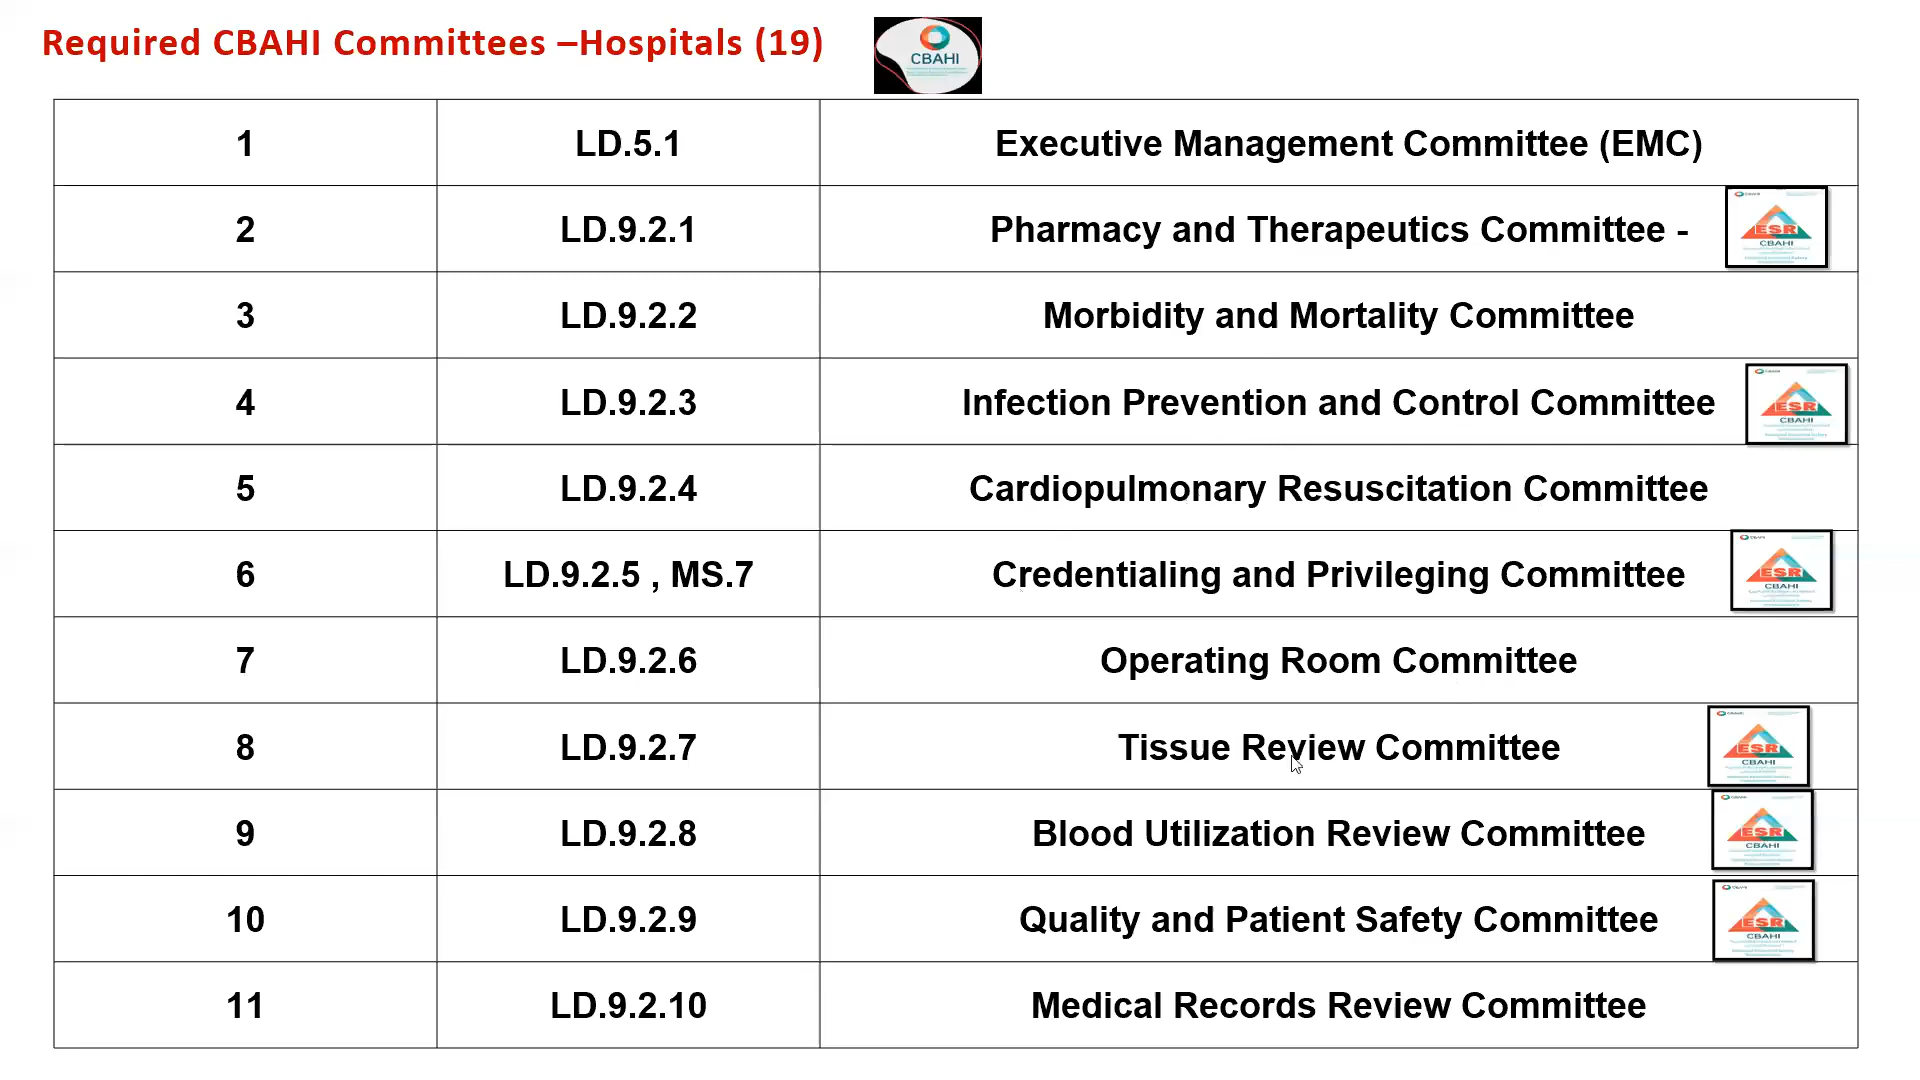 Required CBAHI Committees –Hospitals (19)
CBAHI
1 LD.5.1 Executive Management Committee (EMC)
2 LD.9.2.1 Pharmacy and Therapeutics Committee -
ESR
CBAHI
3 LD.9.2.2 Morbidity and Mortality Committee
4 LD.9.2.3 Infection Prevention and Control Committee
ESR
CBAHI
5 LD.9.2.4 Cardiopulmonary Resuscitation Committee
6 LD.9.2.5 , MS.7 Credentialing and Privileging Committee
ESR
CBAHI
7 LD.9.2.6 Operating Room Committee
8 LD.9.2.7 Tissue Review Committee
ESR
CBAHI
9 LD.9.2.8 Blood Utilization Review Committee
ESR
CBAHI
10 LD.9.2.9 Quality and Patient Safety Committee
ESR
CBAHI
11 LD.9.2.10 Medical Records Review Committee